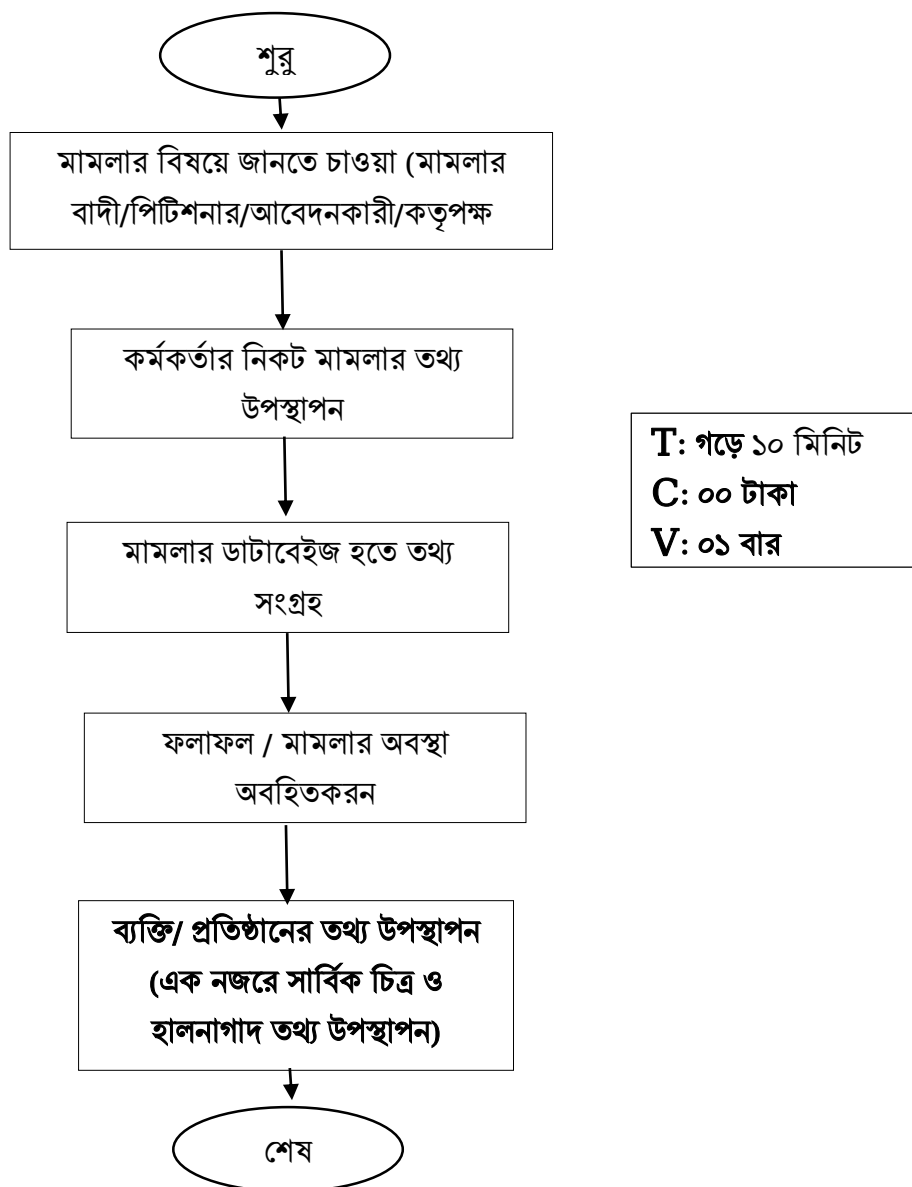 শুরু
মামলার বিষয়ে জানতে চাওয়া (মামলার
বাদী/পিটিশনার/আবেদনকারী/কতৃপক্ষ
কর্মকর্তার নিকট মামলার তথ্য
উপস্থাপন
মামলার ডাটাবেইজ হতে তথ্য
সংগ্রহ
ফলাফল / মামলার অবস্থা
অবহিতকরন
ব্যক্তি/ প্রতিষ্ঠানের তথ্য উপস্থাপন
(এক নজরে সার্বিক চিত্র ও
হালনাগাদ তথ্য উপস্থাপন)
শেষ
T: গড়ে ১০ মিনিট
C: ০০ টাকা
V: ০১ বার